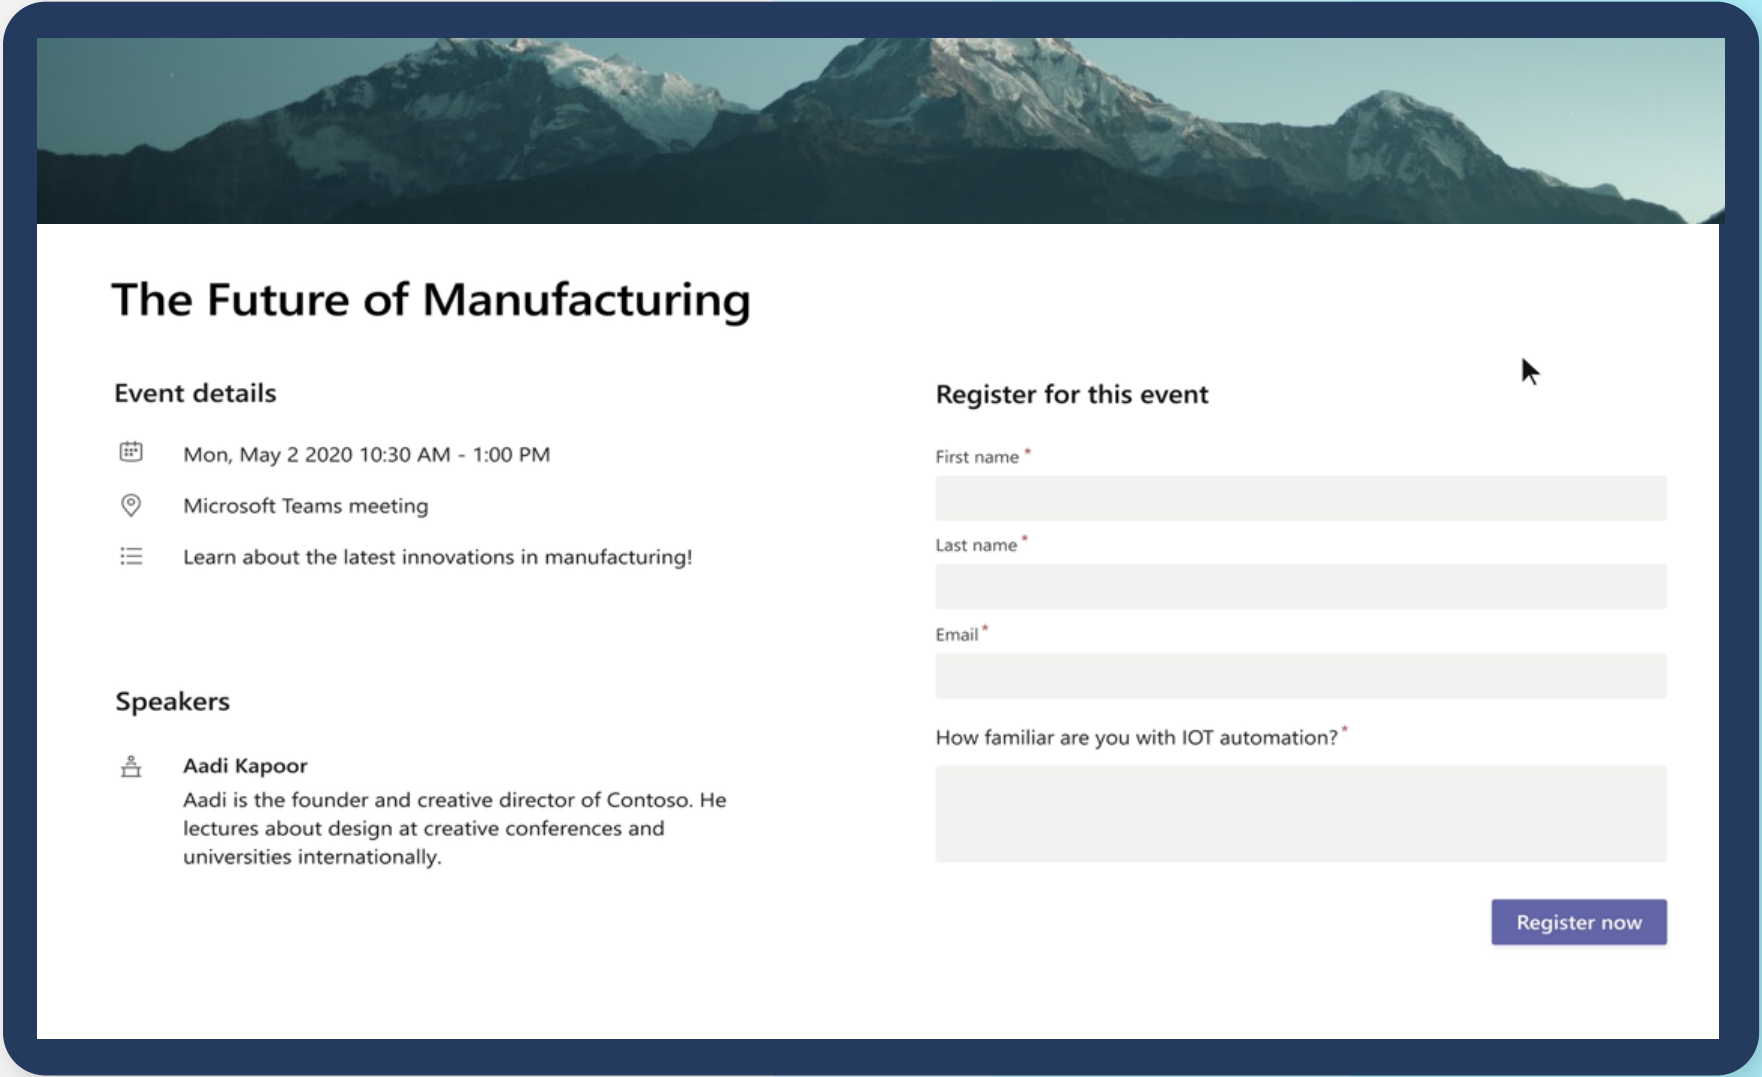 The Future of Manufacturing
Event details
Mon, May 2 2020 10:30 AM - 1:00 PM
Microsoft Teams meeting
Learn about the latest innovations in manufacturing!
Speakers
Aadi Kapoor
Aadi is the founder and creative director of Contoso. He
lectures about design at creative conferences and
universities internationally.
Register for this event
First name *
Last name *
Email *
How familiar are you with IOT automation? *
Register now